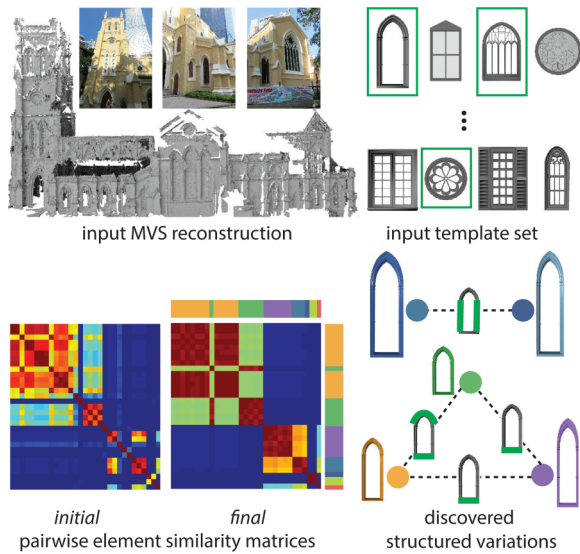 input MVS reconstruction
input template set
initial
final
pairwise element similarity matrices
discovered
structured variations